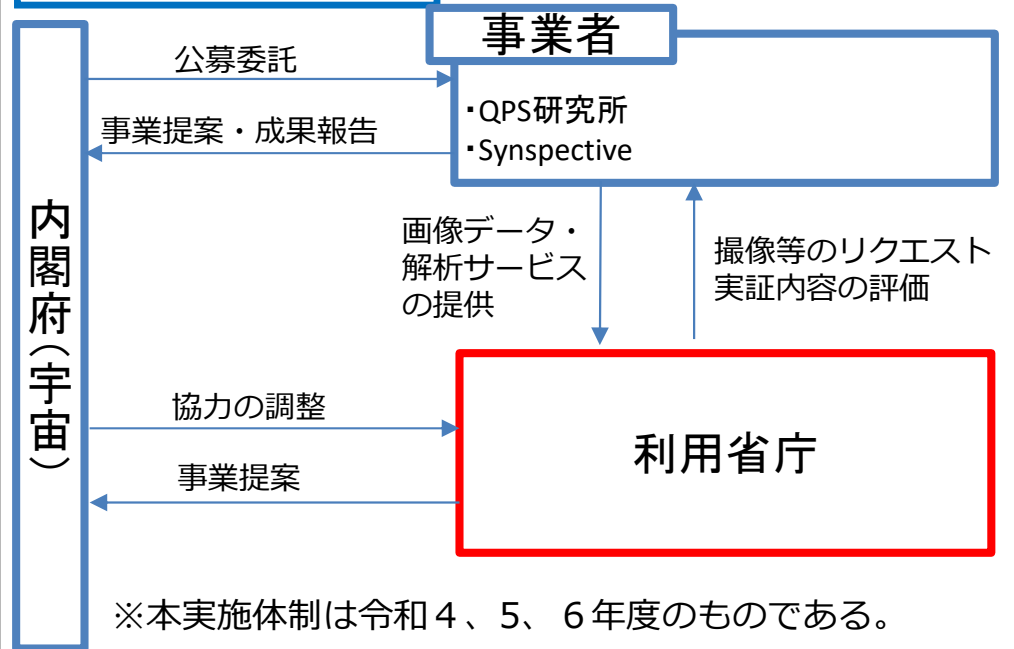 事業者
公募委託
・QPS研究所
事業提案・成果報告
・Synspective
内閣府(宇宙)
画像データ・
解析サービス
の提供
撮像等のリクエスト
実証内容の評価
協力の調整
利用省庁
事業提案
※本実施体制は令和４、5、６年度のものである。